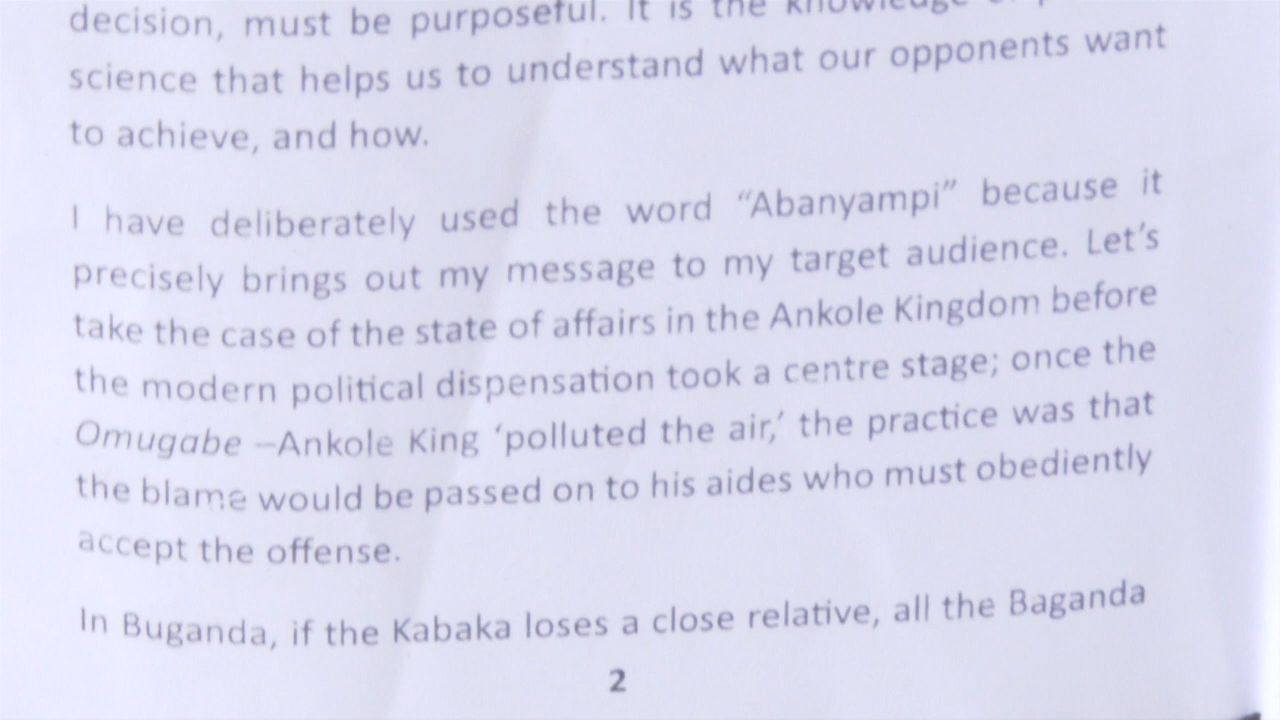 decision, must be purposeful. It is the knowledge
science that helps us to understand what our opponents want
to achieve, and how.
I have deliberately used the word “Abanyampi” because it
precisely brings out my message to my target audience. Let’s
take the case of the state of affairs in the Ankole Kingdom before
the modern political dispensation took a centre stage; once the
Omugabe –Ankole King ‘polluted the air,’ the practice was that
the blame would be passed on to his aides who must obediently
accept the offense.
In Buganda, if the Kabaka loses a close relative, all the Baganda
2